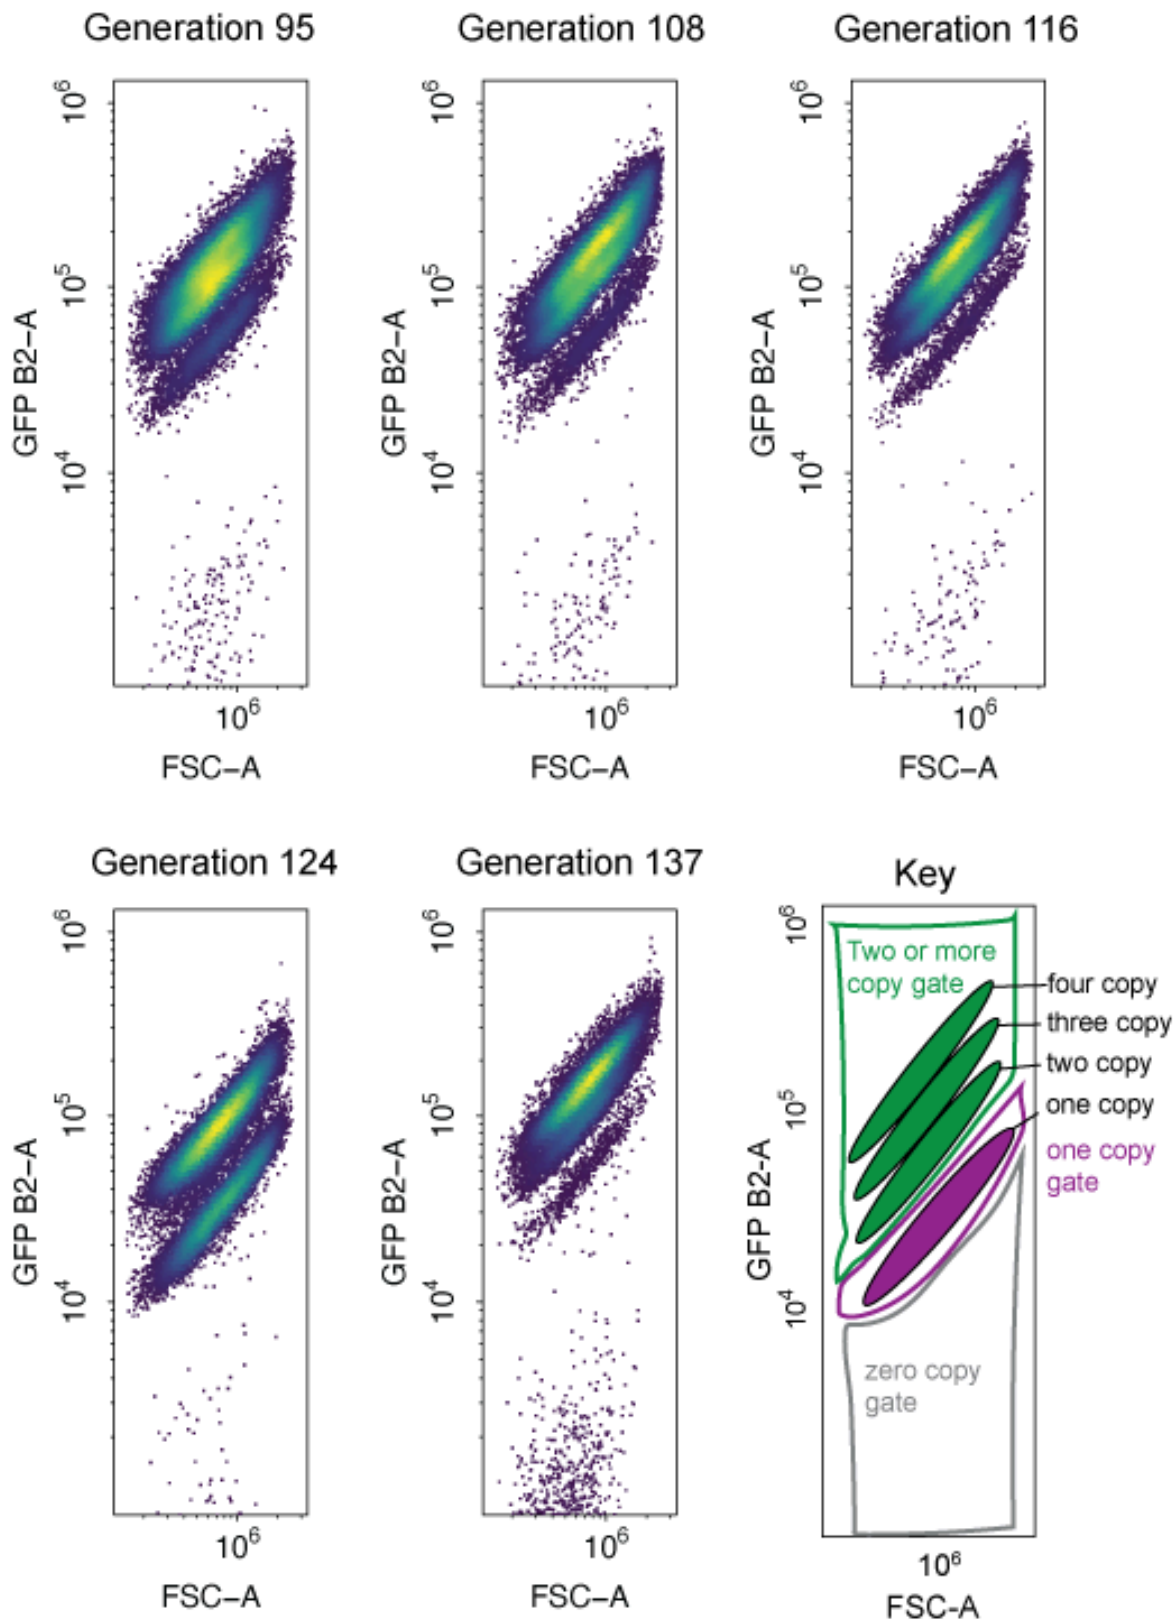 Generation 95
Generation 108
Generation 116
10^6
10^5
10^4
GFP B2–A
10^6
FSC–A
10^6
10^5
10^4
GFP B2–A
10^6
FSC–A
10^6
10^5
10^4
GFP B2–A
10^6
FSC–A
Generation 124
Generation 137
Key
10^6
10^5
10^4
GFP B2–A
10^6
FSC–A
10^6
10^5
10^4
GFP B2–A
10^6
FSC–A
10^6
10^5
10^4
GFP B2-A
Two or more
copy gate
four copy
three copy
two copy
one copy
one copy
gate
zero copy
gate
10^6
FSC-A